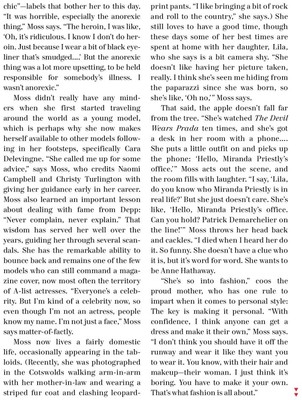 chic"—labels that bother her to this day.
"It was horrible, especially the anorexic
thing," Moss says. "The heroin, I was like,
'Oh, it's ridiculous. I know I don't do her-
oin. Just because I wear a bit of black eye-
liner that's smudged....' But the anorexic
thing was a lot more upsetting, to be held
responsible for somebody's illness. I
wasn't anorexic."
Moss didn't really have any mind-
ers when she first started traveling
around the world as a young model,
which is perhaps why she now makes
herself available to other models follow-
ing in her footsteps, specifically Cara
Delevingne. "She called me up for some
advice," says Moss, who credits Naomi
Campbell and Christy Turlington with
giving her guidance early in her career.
Moss also learned an important lesson
about dealing with fame from Depp:
"Never complain, never explain." That
wisdom has served her well over the
years, guiding her through several scan-
dals. She has the remarkable ability to
bounce back and remains one of the few
models who can still command a maga-
zine cover, now most often the territory
of A-list actresses. "Everyone's a celeb-
rity. But I'm kind of a celebrity now, so
even though I'm not an actress, people
know my name. I'm not just a face," Moss
says matter-of-factly.
Moss now lives a fairly domestic
life, occasionally appearing in the tab-
loids. (Recently, she was photographed
in the Cotswolds walking arm-in-arm
with her mother-in-law and wearing a
striped fur coat and clashing leopard-
print pants. "I like bringing a bit of rock
and roll to the country," she says.) She
still loves to have a good time, though
these days some of her best times are
spent at home with her daughter, Lila,
who she says is a bit camera shy. "She
doesn't like having her picture taken,
really. I think she's seen me hiding from
the paparazzi since she was born, so
she's like, 'Oh no,'" Moss says.
That said, the apple doesn't fall far
from the tree. "She's watched The Devil
Wears Prada ten times, and she's got
a desk in her room with a phone....
She puts a little outfit on and picks up
the phone: 'Hello, Miranda Priestly's
office,'" Moss acts out the scene, and
the room fills with laughter. "I say, 'Lila,
do you know who Miranda Priestly is in
real life?' But she just doesn't care. She's
like, 'Hello, Miranda Priestly's office.
Can you hold? Patrick Demarchelier on
the line!'" Moss throws her head back
and cackles. "I died when I heard her do
it. So funny. She doesn't have a clue who
it is, but it's word for word. She wants to
be Anne Hathaway.
"She's so into fashion," coos the
proud mother, who has one rule to
impart when it comes to personal style:
The key is making it personal. "With
confidence, I think anyone can get a
dress and make it their own," Moss says.
"I don't think you should have it off the
runway and wear it like they want you
to wear it. You know, with their hair and
makeup—their woman. I just think it's
boring. You have to make it your own.
That's what fashion is all about."